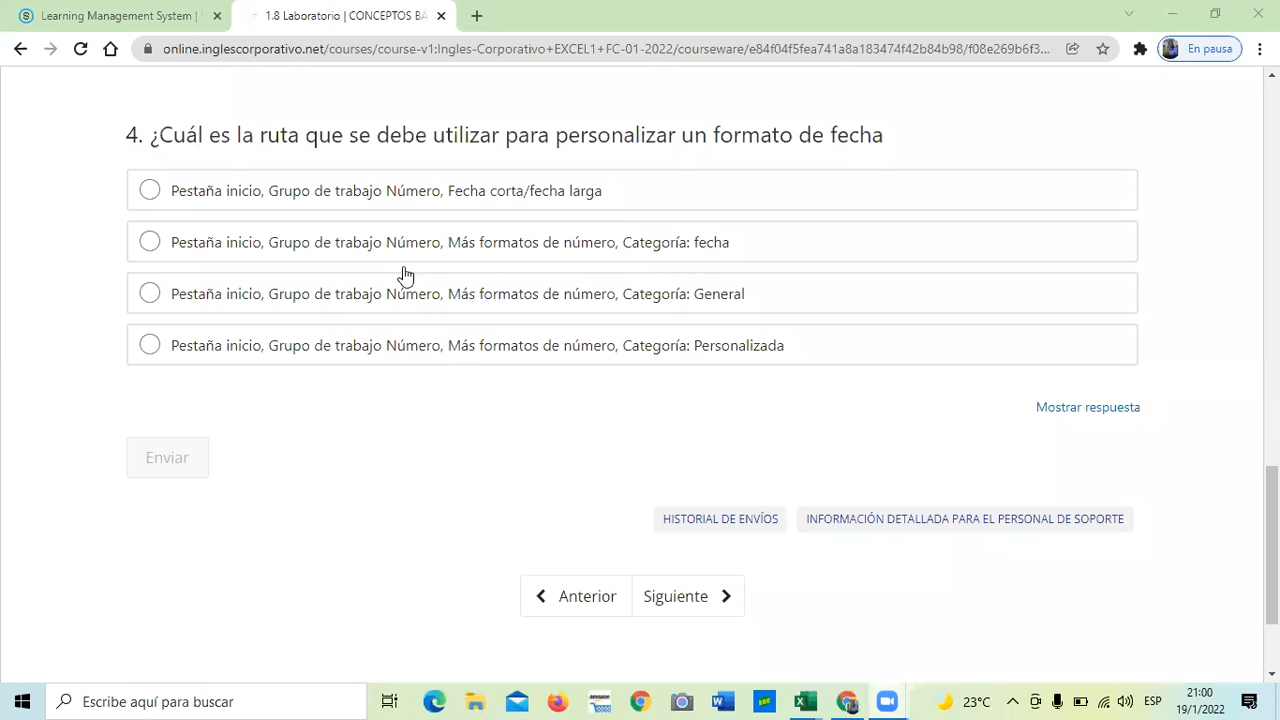 Learning Management System |
1.8 Laboratorio | CONCEPTOS BÁ
online.inglescorporativo.net/courses/course-v1:Ingles-Corporativo+EXCEL1+FC-01-2022/courseware/e84f04f5fea741a8a183474f42b84b98/f08e269b6f3...
En pausa
4. ¿Cuál es la ruta que se debe utilizar para personalizar un formato de fecha
Pestaña inicio, Grupo de trabajo Número, Fecha corta/fecha larga
Pestaña inicio, Grupo de trabajo Número, Más formatos de número, Categoría: fecha
Pestaña inicio, Grupo de trabajo Número, Más formatos de número, Categoría: General
Pestaña inicio, Grupo de trabajo Número, Más formatos de número, Categoría: Personalizada
Mostrar respuesta
Enviar
HISTORIAL DE ENVÍOS
INFORMACIÓN DETALLADA PARA EL PERSONAL DE SOPORTE
Anterior
Siguiente
Escribe aquí para buscar
23°C
ESP
21:00
19/1/2022